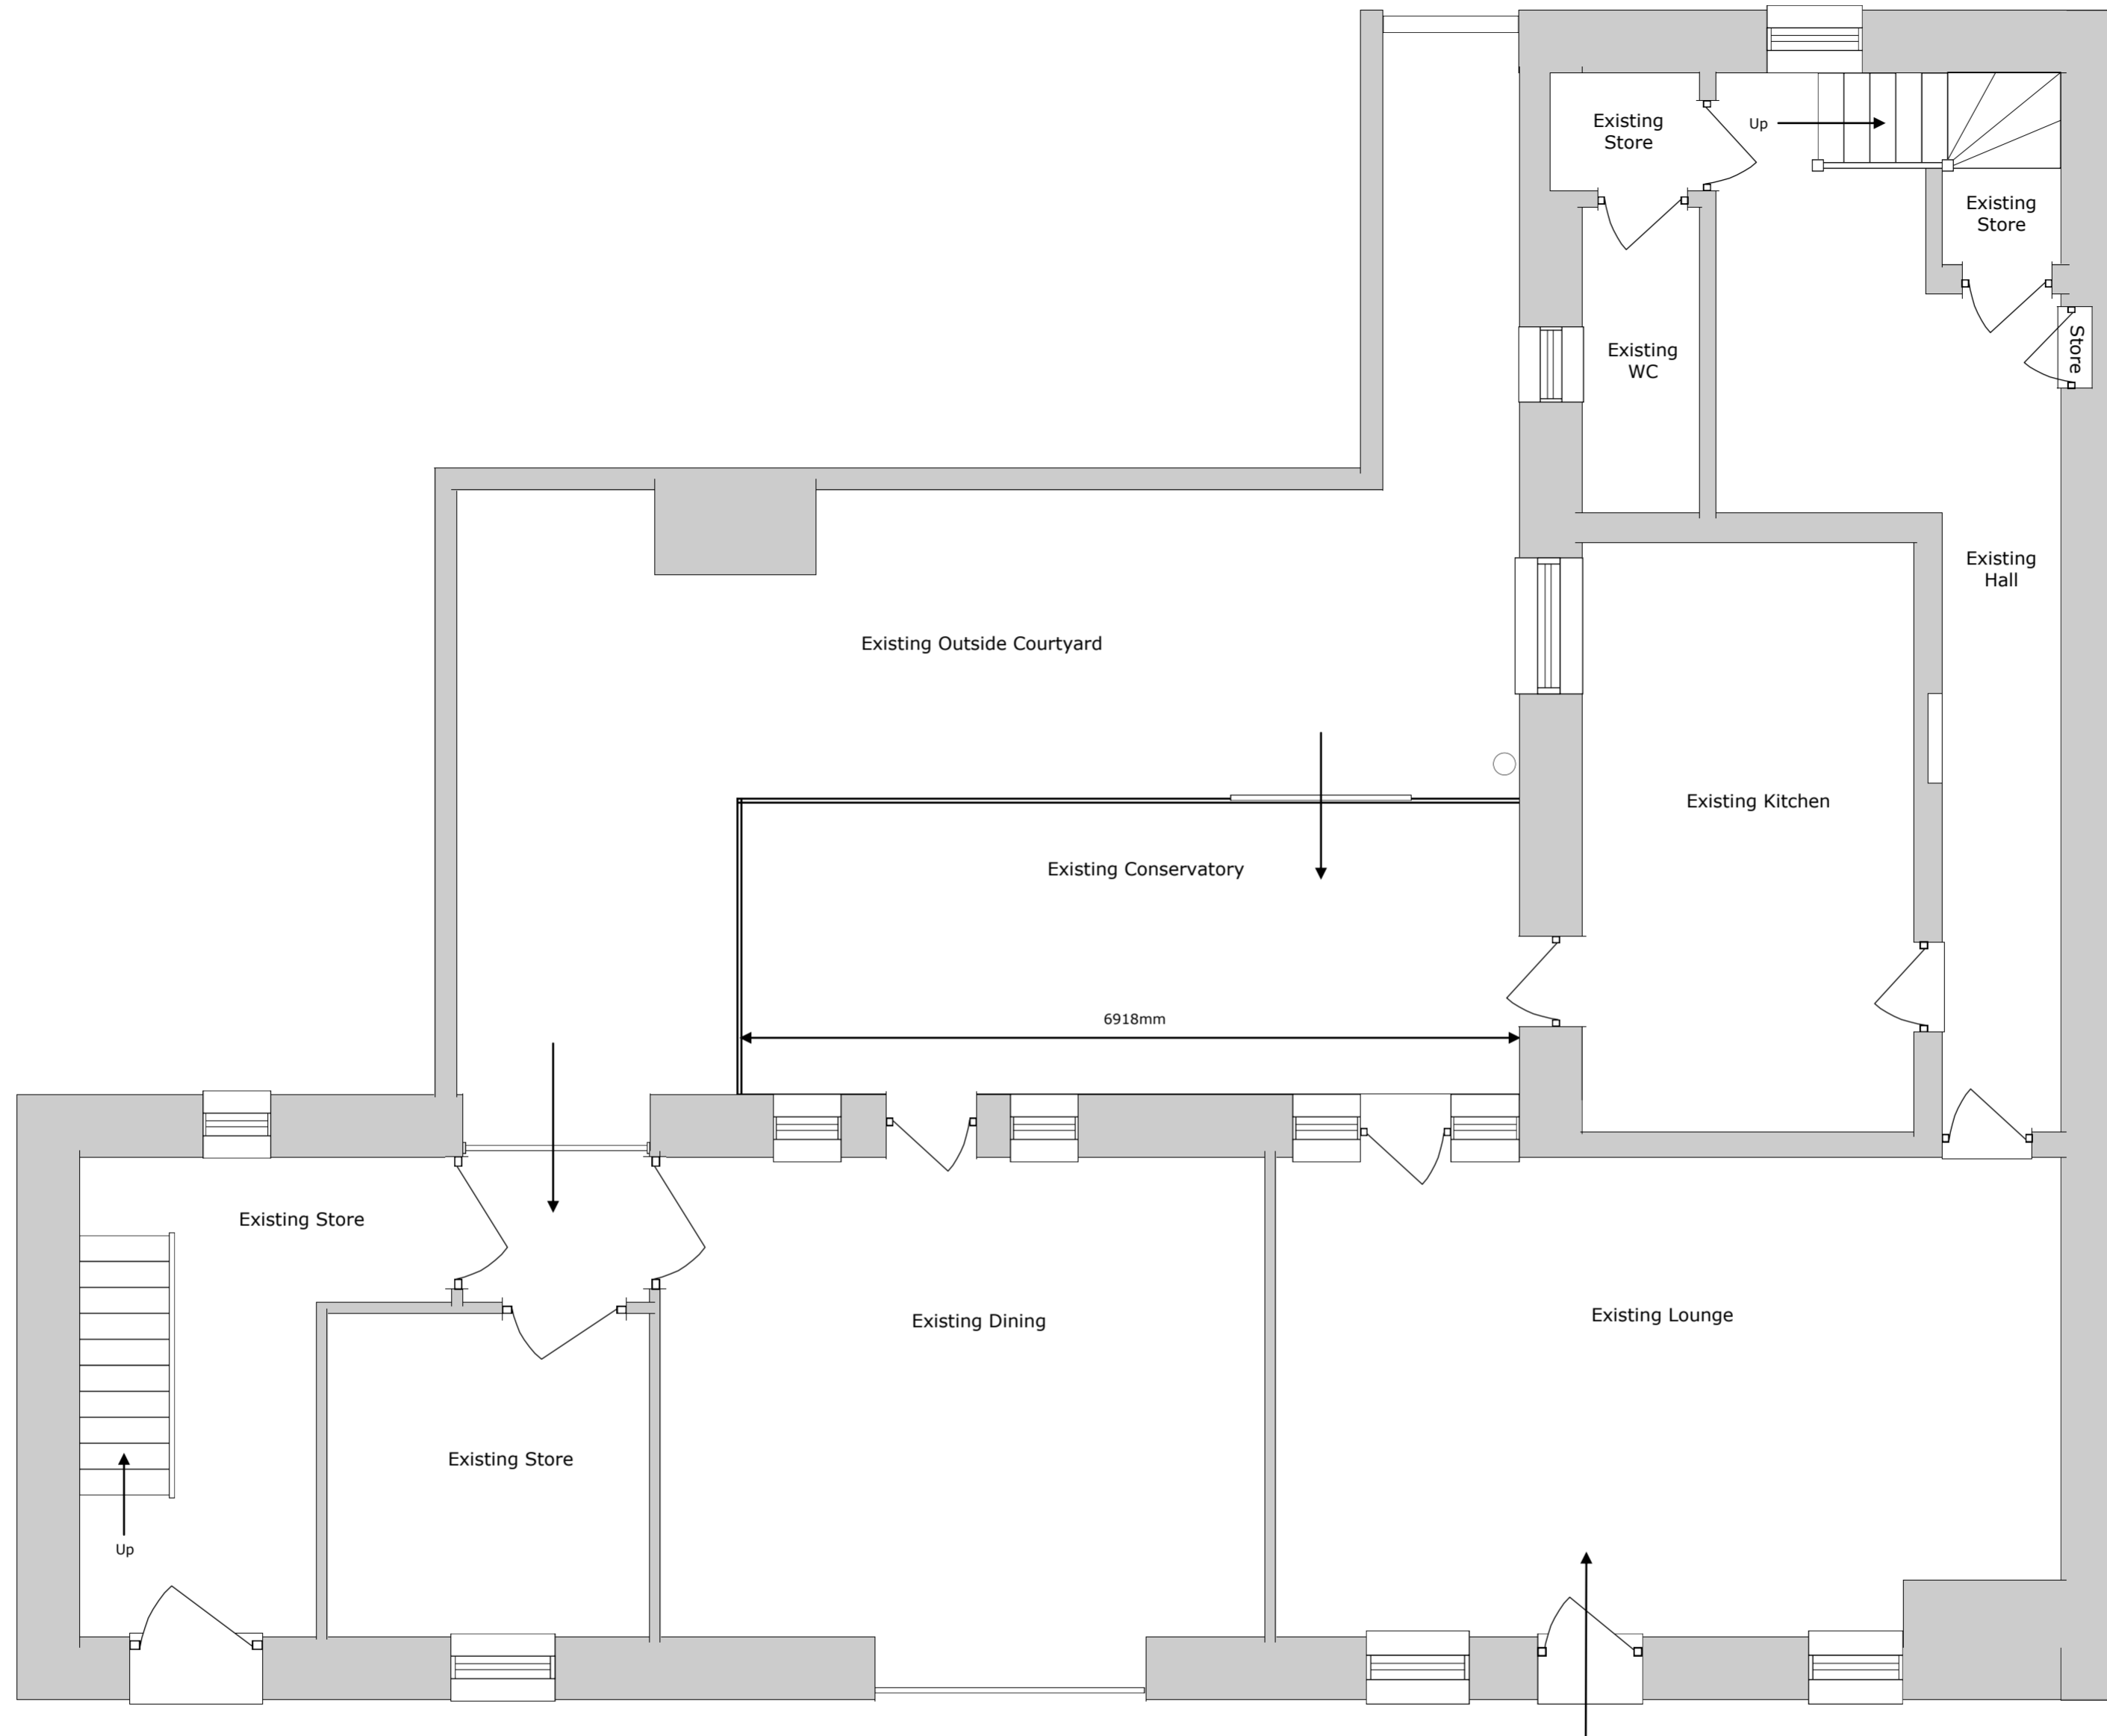 Existing
Store
Up
Existing
Store
Store
Existing
WC
Existing
Hall
Existing Outside Courtyard
Existing Kitchen
Existing Conservatory
6918mm
Existing Store
Existing Dining
Existing Lounge
Existing Store
Up